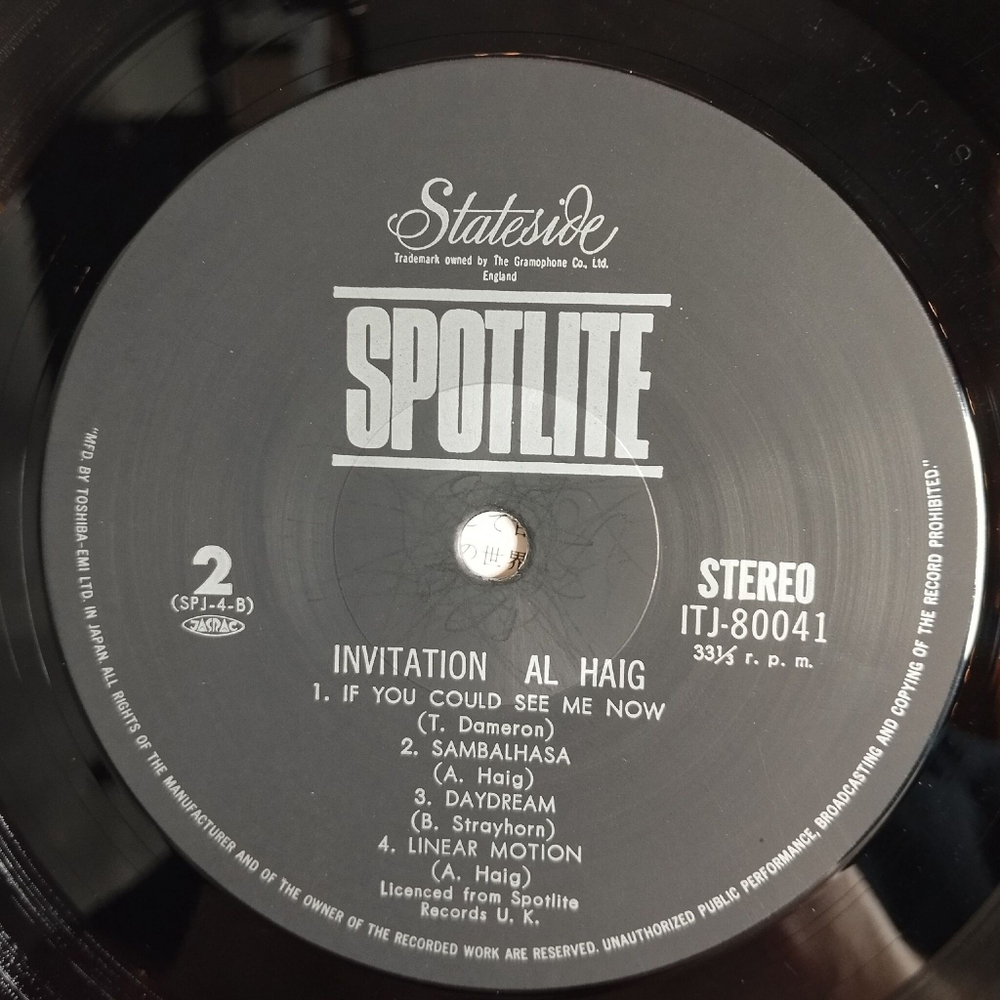 Stateside
Trademark owned by The Gramophone Co., Ltd.
England
SPOTLITE
2
(SPJ-4-B)
JASRAC
STEREO
ITJ-80041
33⅓ r. p. m.
INVITATION AL HAIG
1. IF YOU COULD SEE ME NOW
(T. Dameron)
2. SAMBALHASA
(A. Haig)
3. DAYDREAM
(B. Strayhorn)
4. LINEAR MOTION
(A. Haig)
Licenced from Spotlite
Records U. K.
"MFD. BY TOSHIBA-EMI LTD. IN JAPAN. ALL RIGHTS OF THE MANUFACTURER AND OF THE OWNER OF THE RECORDED WORK ARE RESERVED. UNAUTHORIZED PUBLIC PERFORMANCE, BROADCASTING AND COPYING OF THE RECORD PROHIBITED."
の世界